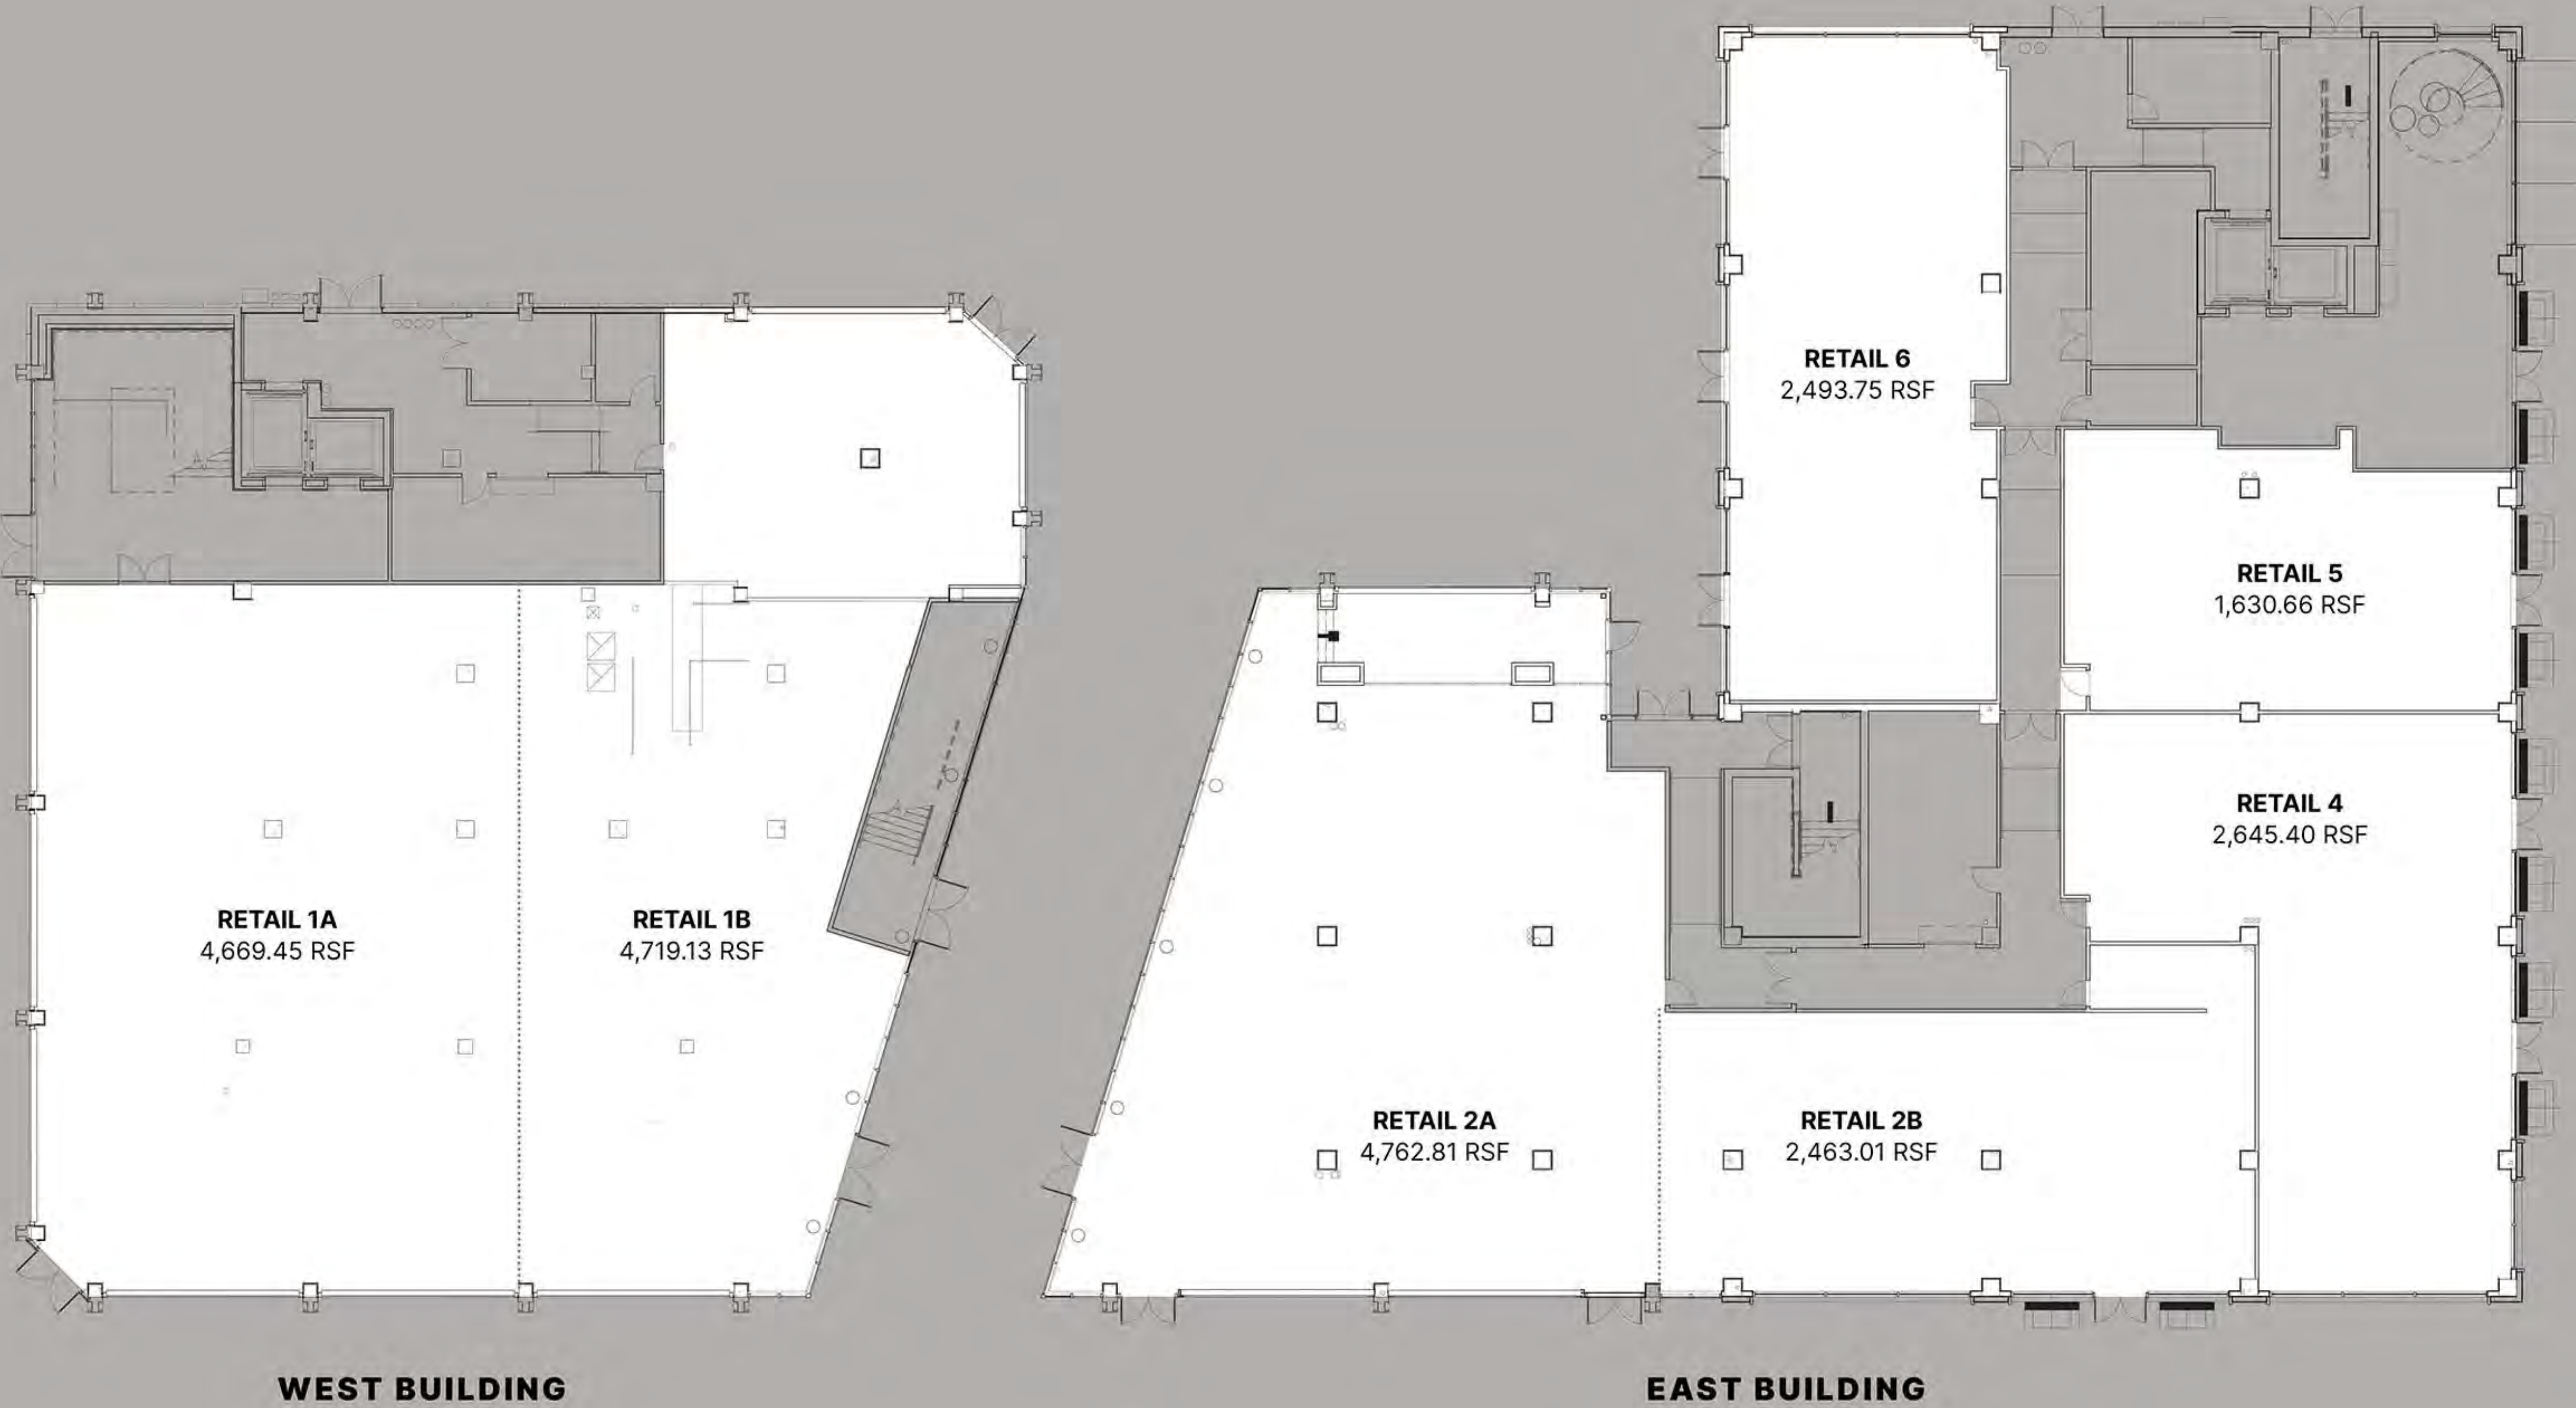 RETAIL 6
2,493.75 RSF
RETAIL 5
1,630.66 RSF
RETAIL 4
2,645.40 RSF
RETAIL 1A
4,669.45 RSF
RETAIL 1B
4,719.13 RSF
RETAIL 2A
4,762.81 RSF
RETAIL 2B
2,463.01 RSF
WEST BUILDING
EAST BUILDING